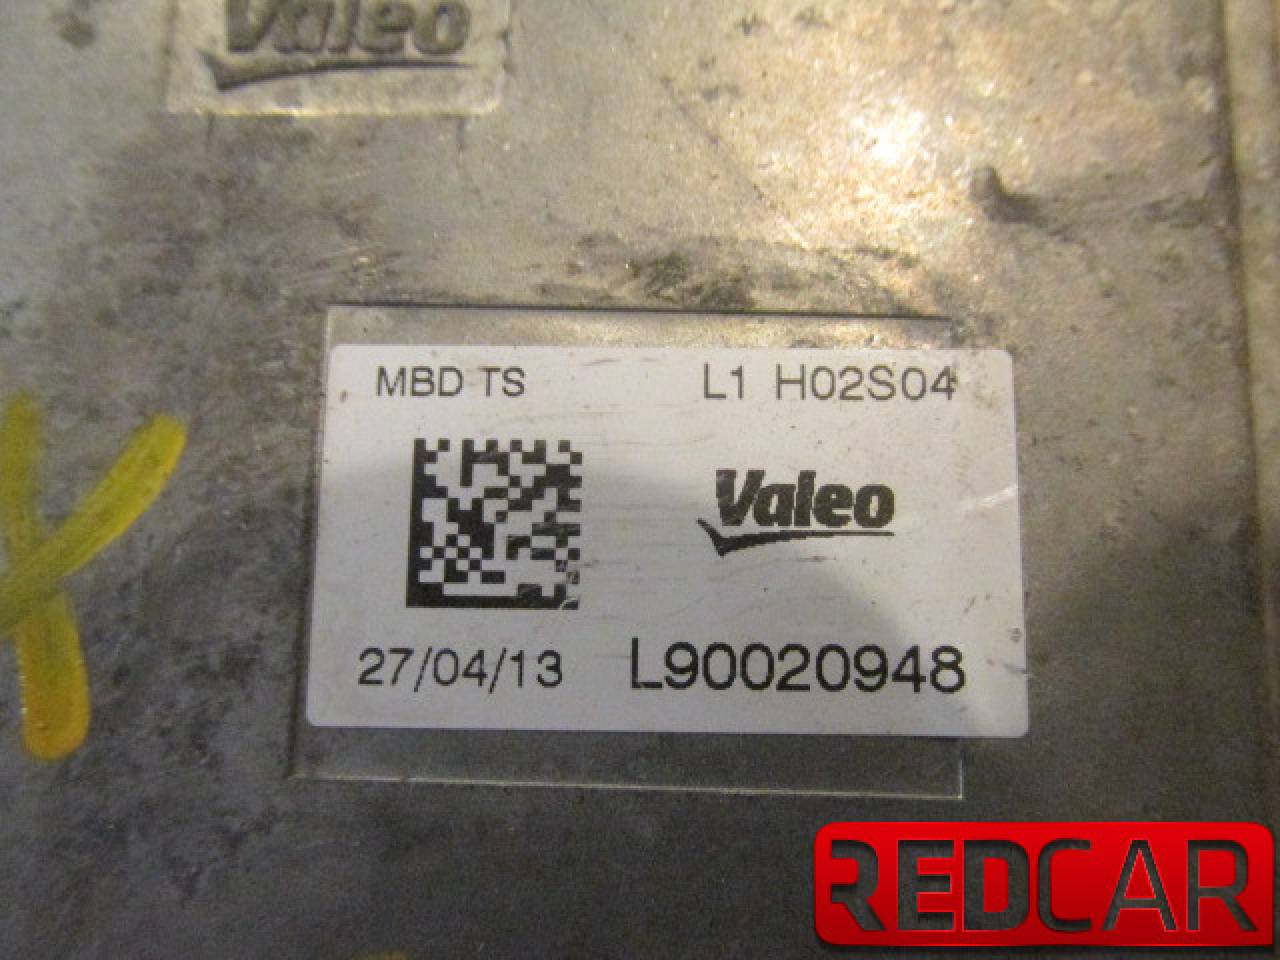 Valeo
MBD TS L1 H02S04
Valeo
27/04/13 L90020948
REDCAR